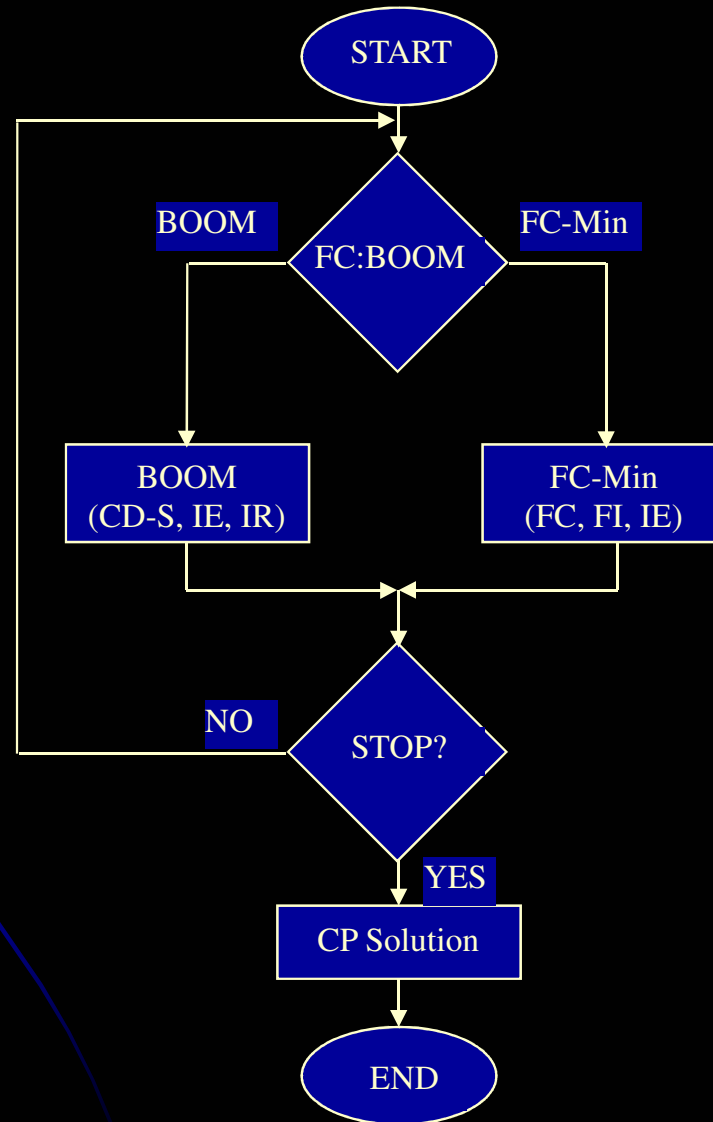 START
BOOM
FC-Min
FC:BOOM
BOOM
(CD-S, IE, IR)
FC-Min
(FC, FI, IE)
NO
STOP?
YES
CP Solution
END